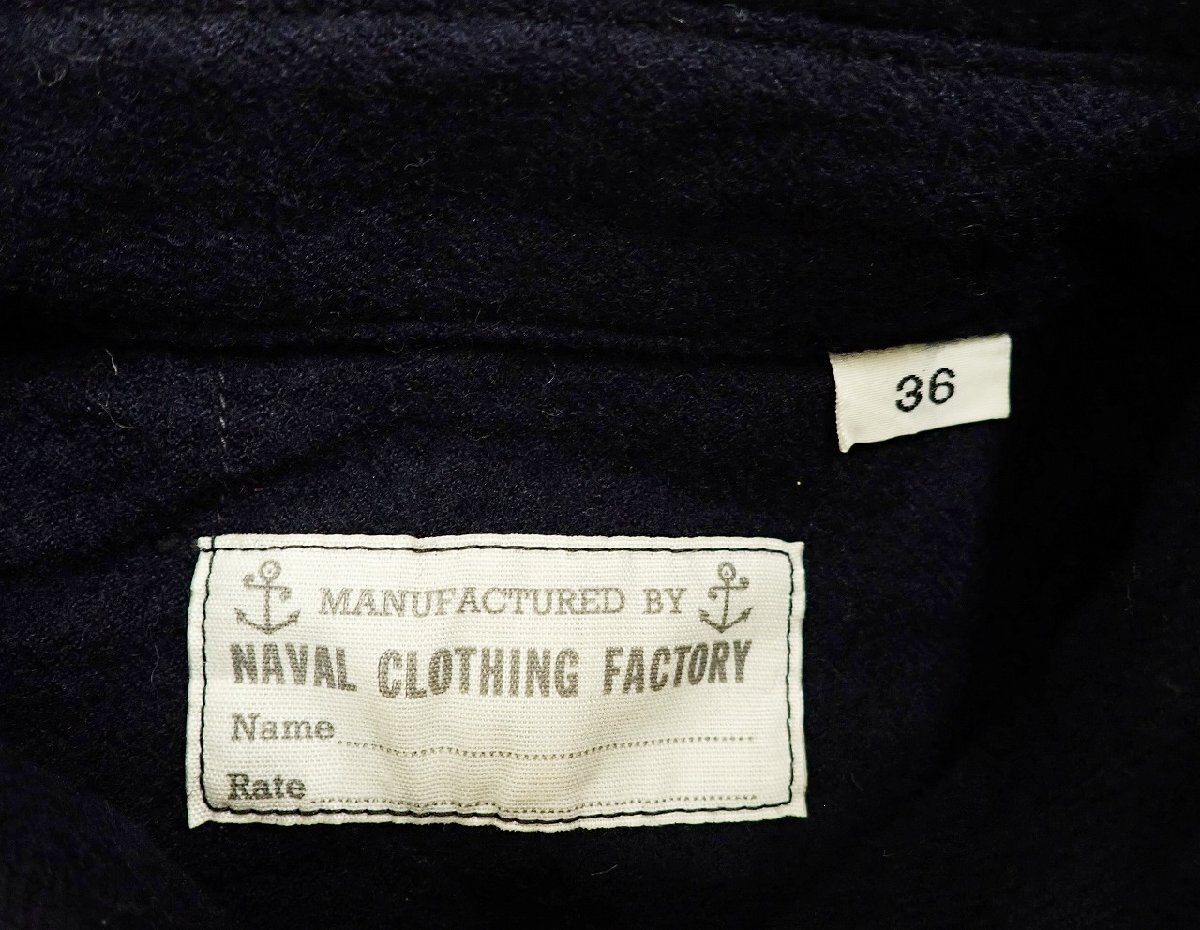 36
MANUFACTURED BY
NAVAL CLOTHING FACTORY
Name
Rate